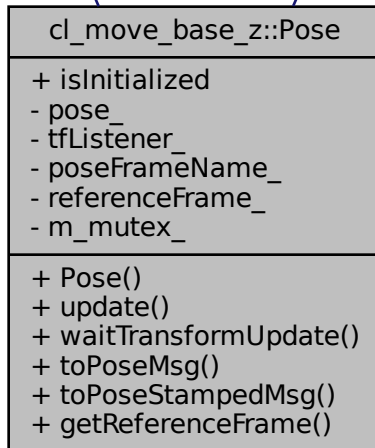 cl_move_base_z::Pose
+ isInitialized
- pose_
- tfListener_
- poseFrameName_
- referenceFrame_
- m_mutex_
+ Pose()
+ update()
+ waitTransformUpdate()
+ toPoseMsg()
+ toPoseStampedMsg()
+ getReferenceFrame()